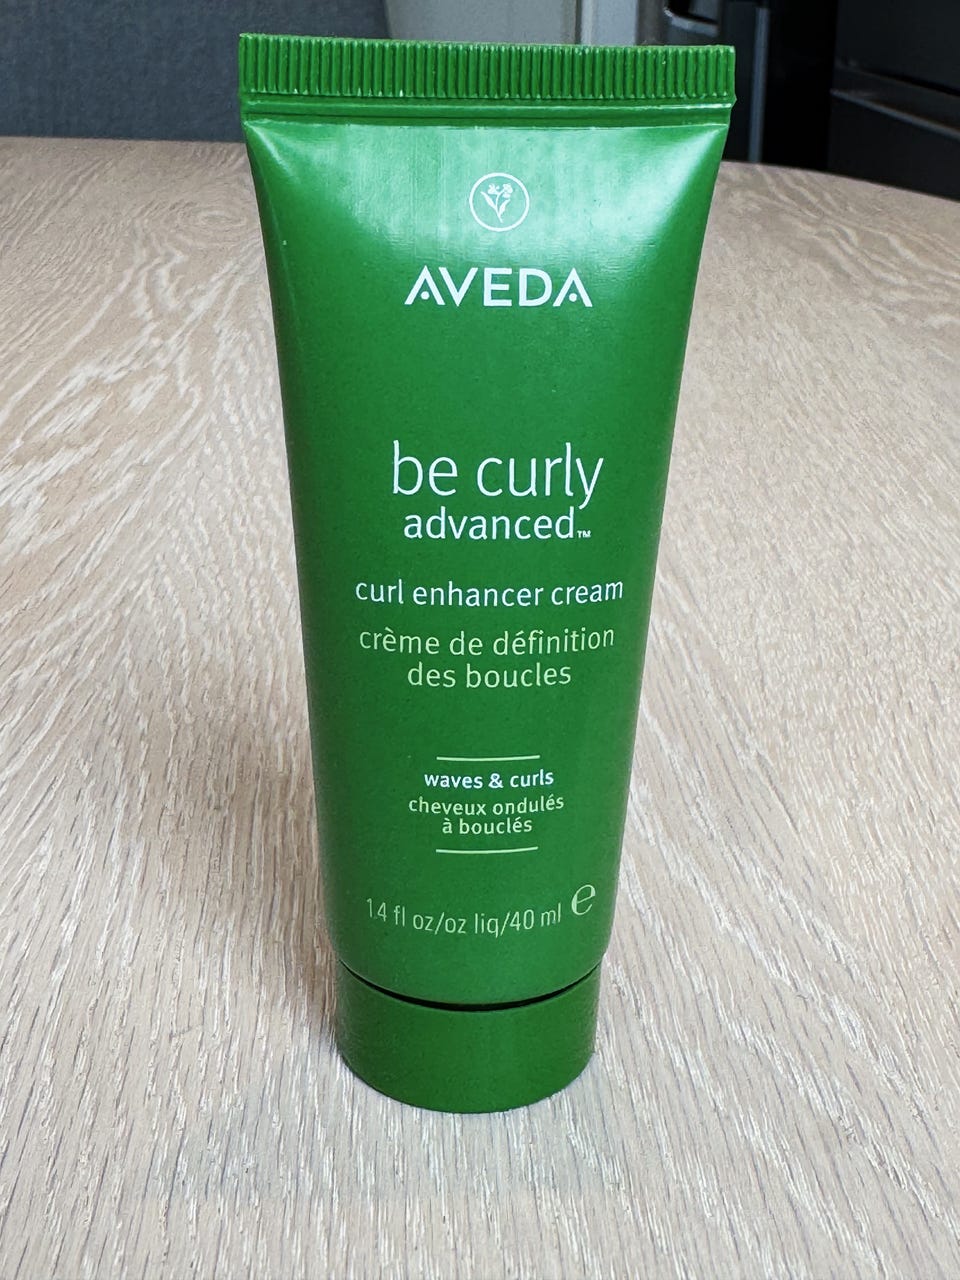 AVEDA
be curly
advanced™
curl enhancer cream
crème de définition
des boucles
waves & curls
cheveux ondulés
à bouclés
1.4 fl oz/oz liq/40 ml ℮